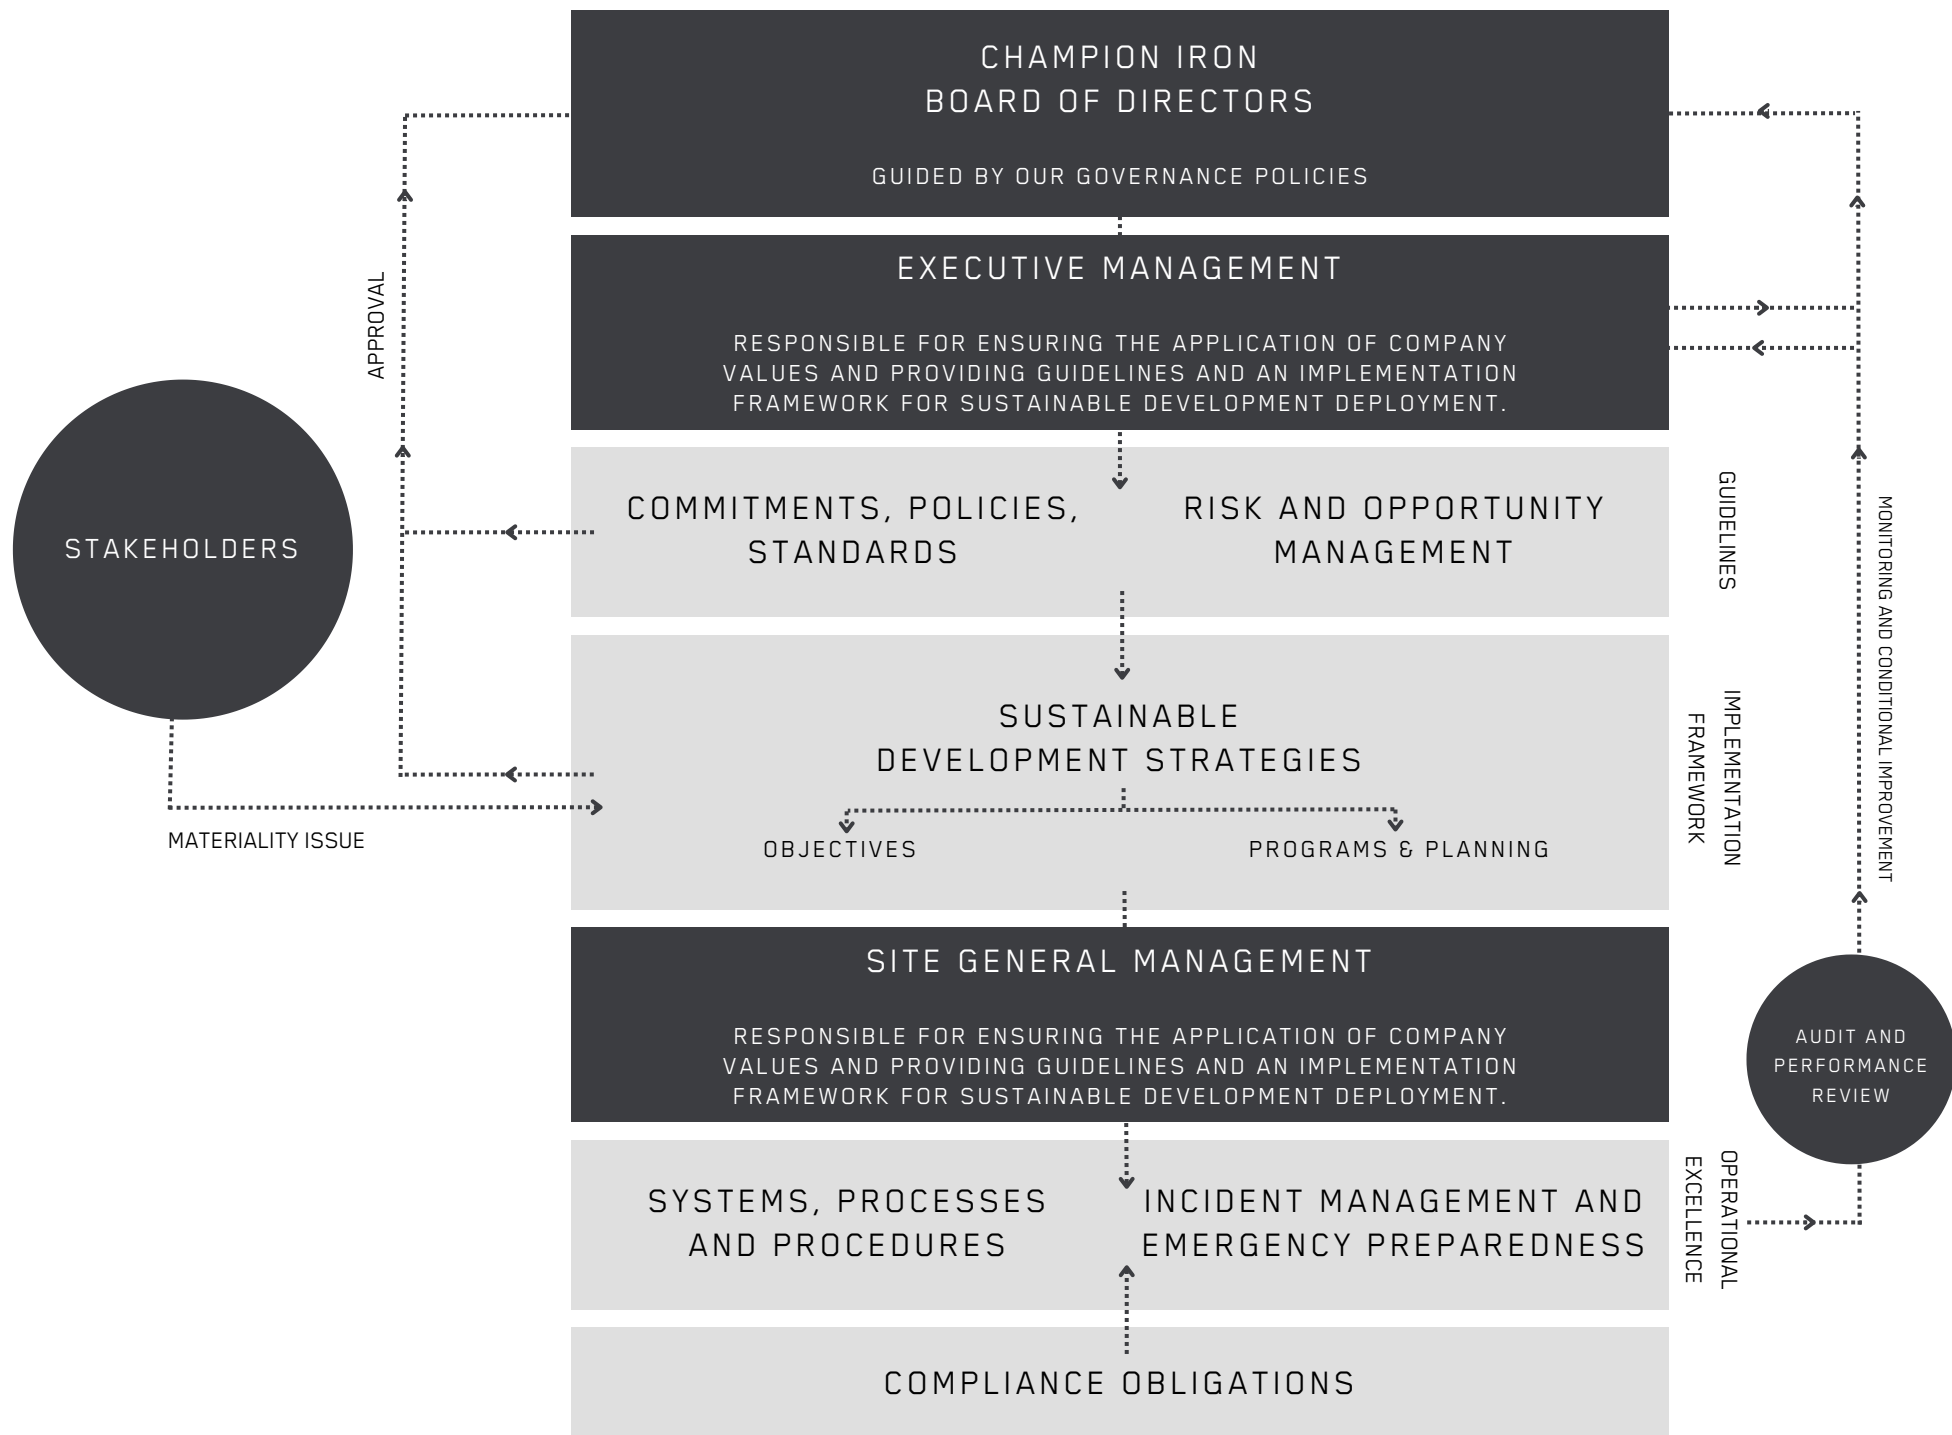 CHAMPION IRON
BOARD OF DIRECTORS
GUIDED BY OUR GOVERNANCE POLICIES
EXECUTIVE MANAGEMENT
RESPONSIBLE FOR ENSURING THE APPLICATION OF COMPANY
VALUES AND PROVIDING GUIDELINES AND AN IMPLEMENTATION
FRAMEWORK FOR SUSTAINABLE DEVELOPMENT DEPLOYMENT.
APPROVAL
STAKEHOLDERS
COMMITMENTS, POLICIES,
STANDARDS
RISK AND OPPORTUNITY
MANAGEMENT
GUIDELINES
MONITORING AND CONDITIONAL IMPROVEMENT
SUSTAINABLE
DEVELOPMENT STRATEGIES
OBJECTIVES
PROGRAMS & PLANNING
IMPLEMENTATION
FRAMEWORK
MATERIALITY ISSUE
SITE GENERAL MANAGEMENT
RESPONSIBLE FOR ENSURING THE APPLICATION OF COMPANY
VALUES AND PROVIDING GUIDELINES AND AN IMPLEMENTATION
FRAMEWORK FOR SUSTAINABLE DEVELOPMENT DEPLOYMENT.
AUDIT AND
PERFORMANCE
REVIEW
SYSTEMS, PROCESSES
AND PROCEDURES
INCIDENT MANAGEMENT AND
EMERGENCY PREPAREDNESS
OPERATIONAL
EXCELLENCE
COMPLIANCE OBLIGATIONS